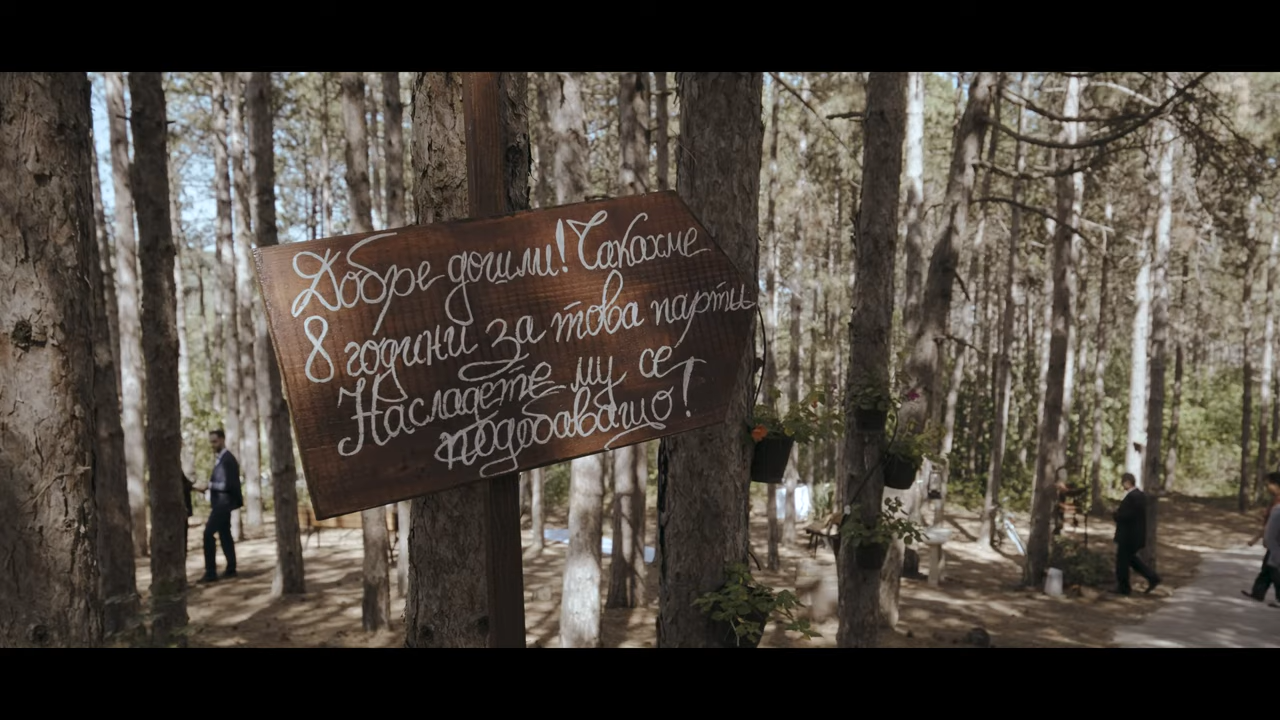 Добре дошли! Чакахме
8 години за това парти
Насладете му се
подобаващо!